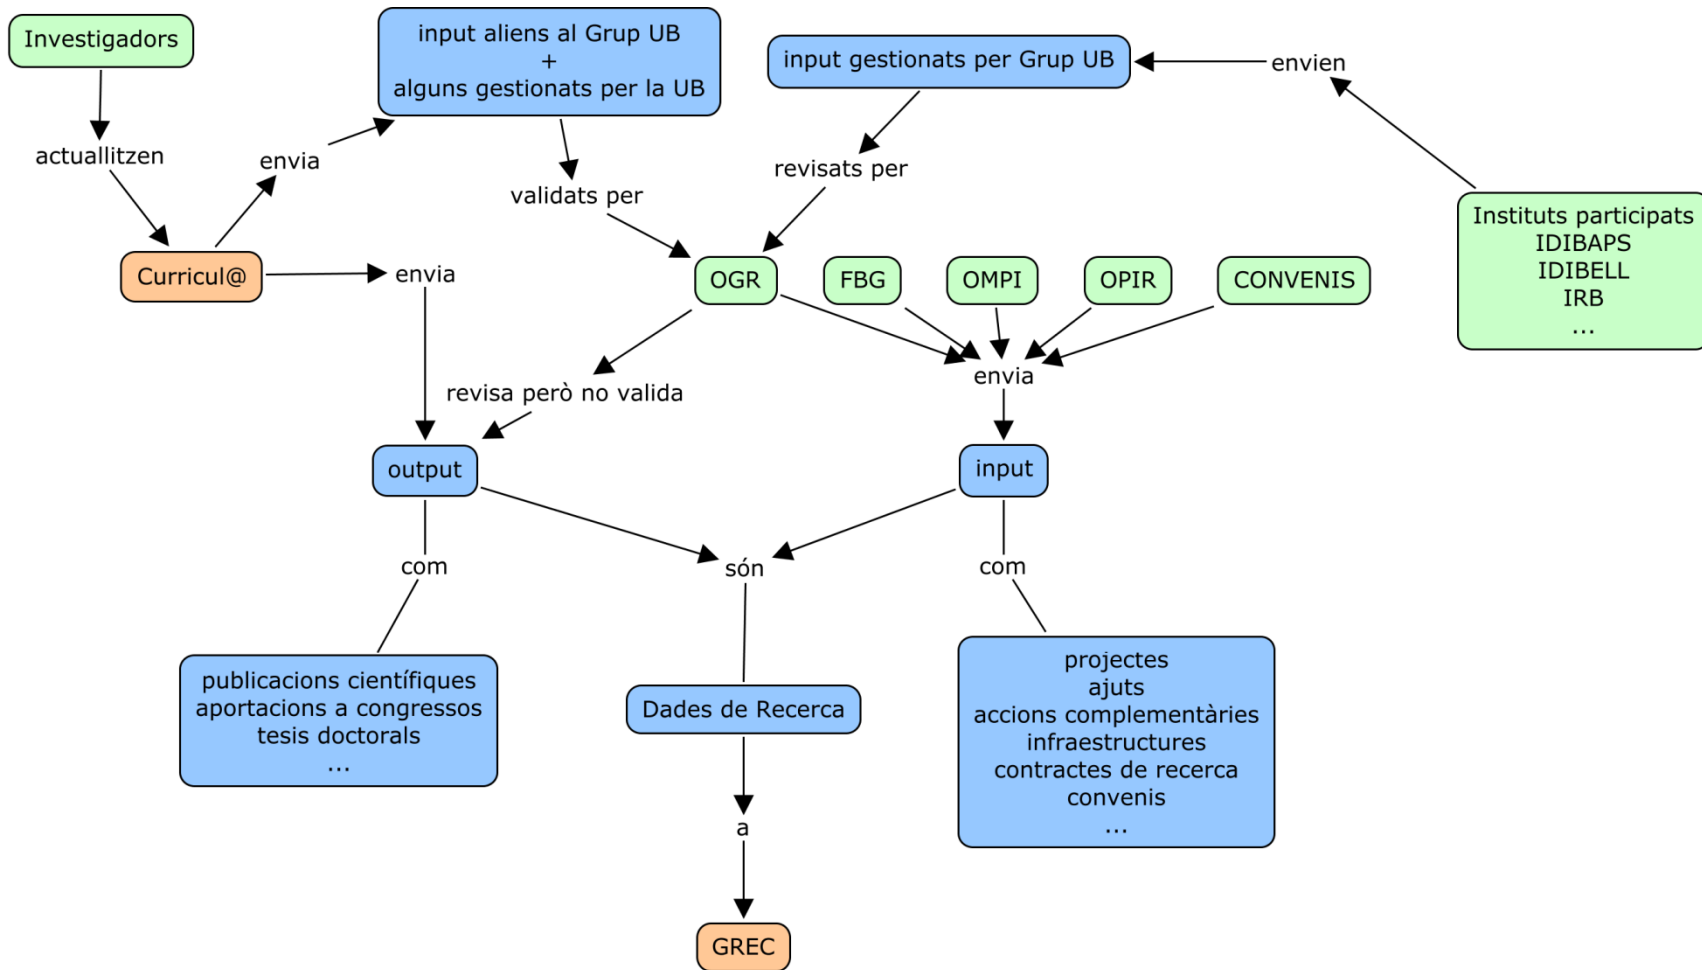 Investigadors
input aliens al Grup UB
+
alguns gestionats per la UB
input gestionats per Grup UB
envien
actuallitzen
envia
revisats per
validats per
Instituts participats
IDIBAPS
IDIBELL
IRB
...
Curricul@
envia
OGR
FBG
OMPI
OPIR
CONVENIS
envia
revisa però no valida
output
input
com
són
com
publicacions científiques
aportacions a congressos
tesis doctorals
...
Dades de Recerca
projectes
ajuts
accions complementàries
infraestructures
contractes de recerca
convenis
...
a
GREC